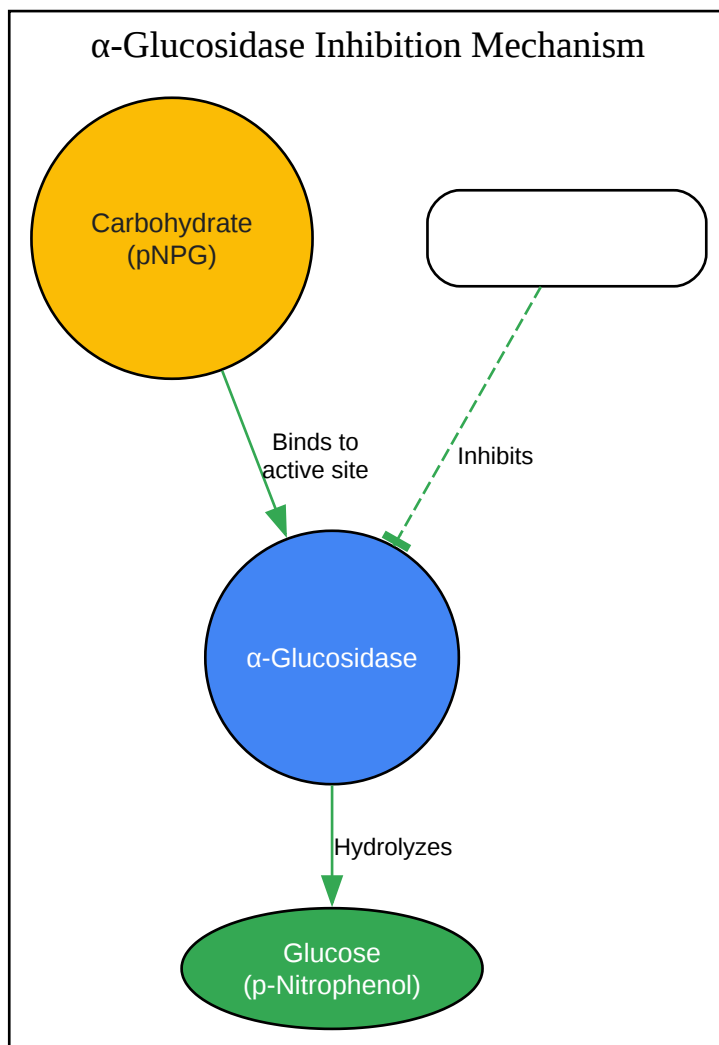 α-Glucosidase Inhibition Mechanism
Carbohydrate
(pNPG)
Binds to
active site
Inhibits
α-Glucosidase
Hydrolyzes
Glucose
(p-Nitrophenol)